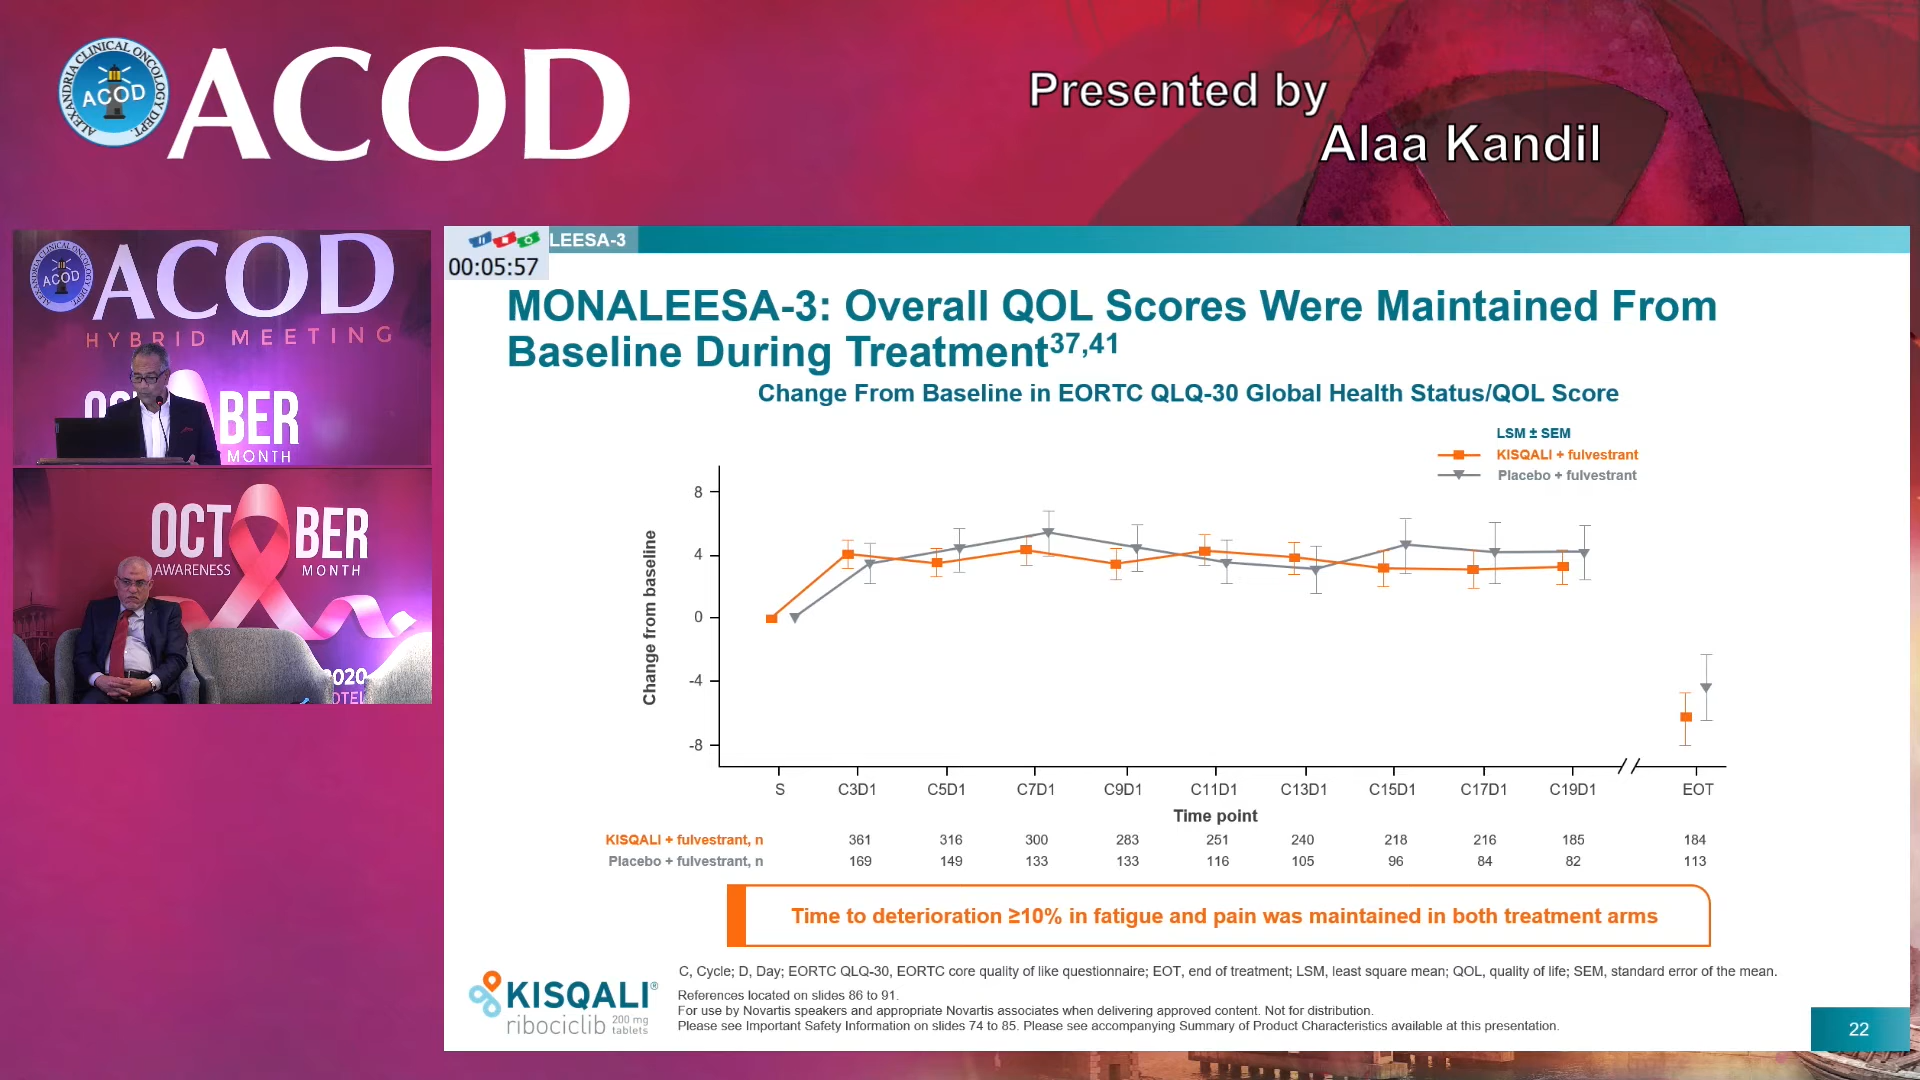 ALEXANDRIA CLINICAL ONCOLOGY DEPT.
ACOD
ACOD
Presented by
Alaa Kandil
ACOD
ACOD
HYBRID MEETING
BER
MONTH
OCT BER
AWARENESS
MONTH
2020
LEESA-3
00:05:57
MONALEESA-3: Overall QOL Scores Were Maintained From
Baseline During Treatment37,41
Change From Baseline in EORTC QLQ-30 Global Health Status/QOL Score
LSM ± SEM
KISQALI + fulvestrant
Placebo + fulvestrant
Change from baseline
8
4
0
-4
-8
S C3D1 C5D1 C7D1 C9D1 C11D1 C13D1 C15D1 C17D1 C19D1 EOT
Time point
KISQALI + fulvestrant, n 361 316 300 283 251 240 218 216 185 184
Placebo + fulvestrant, n 169 149 133 133 116 105 96 84 82 113
Time to deterioration ≥10% in fatigue and pain was maintained in both treatment arms
C, Cycle; D, Day; EORTC QLQ-30, EORTC core quality of like questionnaire; EOT, end of treatment; LSM, least square mean; QOL, quality of life; SEM, standard error of the mean.
References located on slides 86 to 91.
For use by Novartis speakers and appropriate Novartis associates when delivering approved content. Not for distribution.
Please see Important Safety Information on slides 74 to 85. Please see accompanying Summary of Product Characteristics available at this presentation.
KISQALI®
ribociclib 200 mg tablets
22